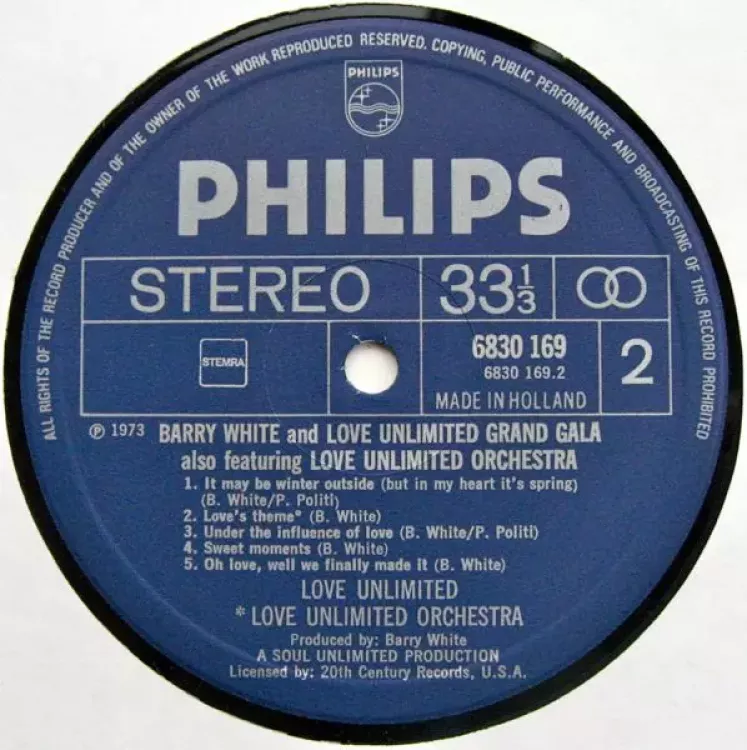 ALL RIGHTS OF THE RECORD PRODUCER AND OF THE OWNER OF THE WORK REPRODUCED RESERVED. COPYING, PUBLIC PERFORMANCE AND BROADCASTING OF THIS RECORD PROHIBITED
PHILIPS
PHILIPS
STEREO 33 1/3
STEMRA 6830 169 2
6830 169.2
MADE IN HOLLAND
℗ 1973 BARRY WHITE and LOVE UNLIMITED GRAND GALA
also featuring LOVE UNLIMITED ORCHESTRA
1. It may be winter outside (but in my heart it's spring)
(B. White/P. Politi)
2. Love's theme* (B. White)
3. Under the influence of love (B. White/P. Politi)
4. Sweet moments (B. White)
5. Oh love, well we finally made it (B. White)
LOVE UNLIMITED
* LOVE UNLIMITED ORCHESTRA
Produced by: Barry White
A SOUL UNLIMITED PRODUCTION
Licensed by: 20th Century Records, U.S.A.